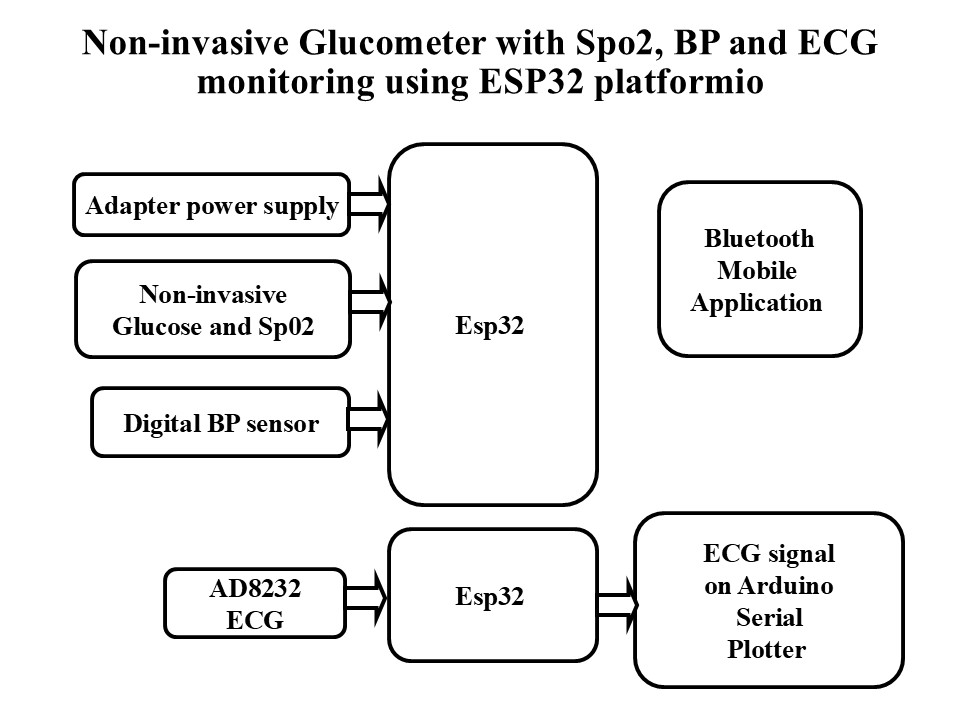 Non-invasive Glucometer with Spo2, BP and ECG
monitoring using ESP32 platformio
Adapter power supply
Non-invasive
Glucose and Sp02
Digital BP sensor
Esp32
Bluetooth
Mobile
Application
AD8232
ECG
Esp32
ECG signal
on Arduino
Serial
Plotter